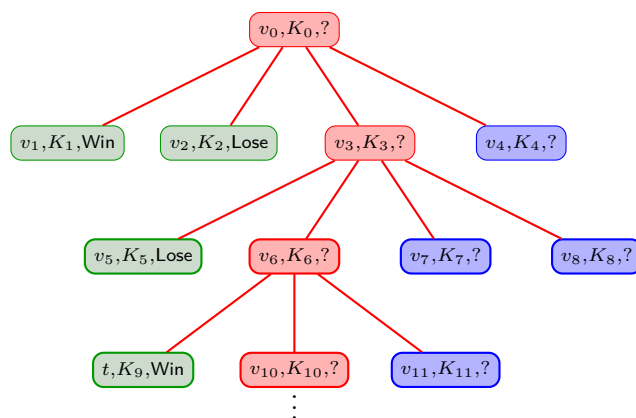 v₀,K₀,?
v₁,K₁,Win
v₂,K₂,Lose
v₃,K₃,?
v₄,K₄,?
v₅,K₅,Lose
v₆,K₆,?
v₇,K₇,?
v₈,K₈,?
t,K₉,Win
v₁₀,K₁₀,?
v₁₁,K₁₁,?
⋮